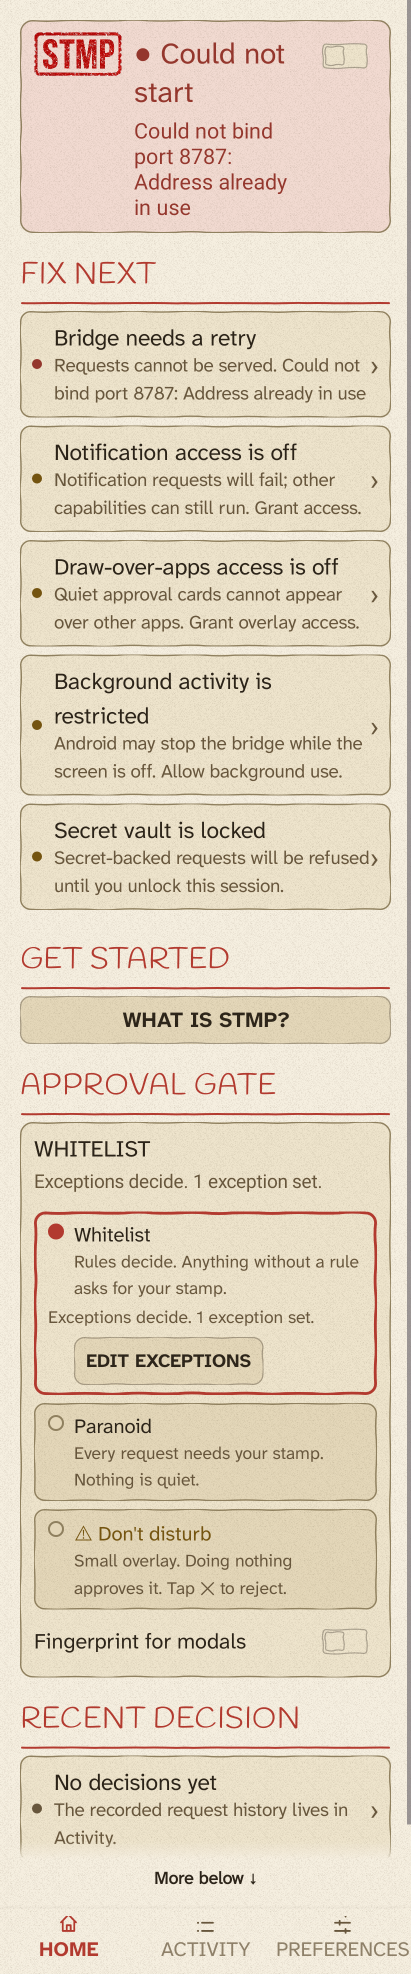 STMP
● Could not
start
Could not bind
port 8787:
Address already
in use
FIX NEXT
Bridge needs a retry
Requests cannot be served. Could not
bind port 8787: Address already in use
Notification access is off
Notification requests will fail; other
capabilities can still run. Grant access.
Draw-over-apps access is off
Quiet approval cards cannot appear
over other apps. Grant overlay access.
Background activity is
restricted
Android may stop the bridge while the
screen is off. Allow background use.
Secret vault is locked
Secret-backed requests will be refused
until you unlock this session.
GET STARTED
WHAT IS STMP?
APPROVAL GATE
WHITELIST
Exceptions decide. 1 exception set.
Whitelist
Rules decide. Anything without a rule
asks for your stamp.
Exceptions decide. 1 exception set.
EDIT EXCEPTIONS
Paranoid
Every request needs your stamp.
Nothing is quiet.
⚠ Don't disturb
Small overlay. Doing nothing
approves it. Tap ✕ to reject.
Fingerprint for modals
RECENT DECISION
No decisions yet
The recorded request history lives in
Activity.
More below ↓
HOME ACTIVITY PREFERENCES